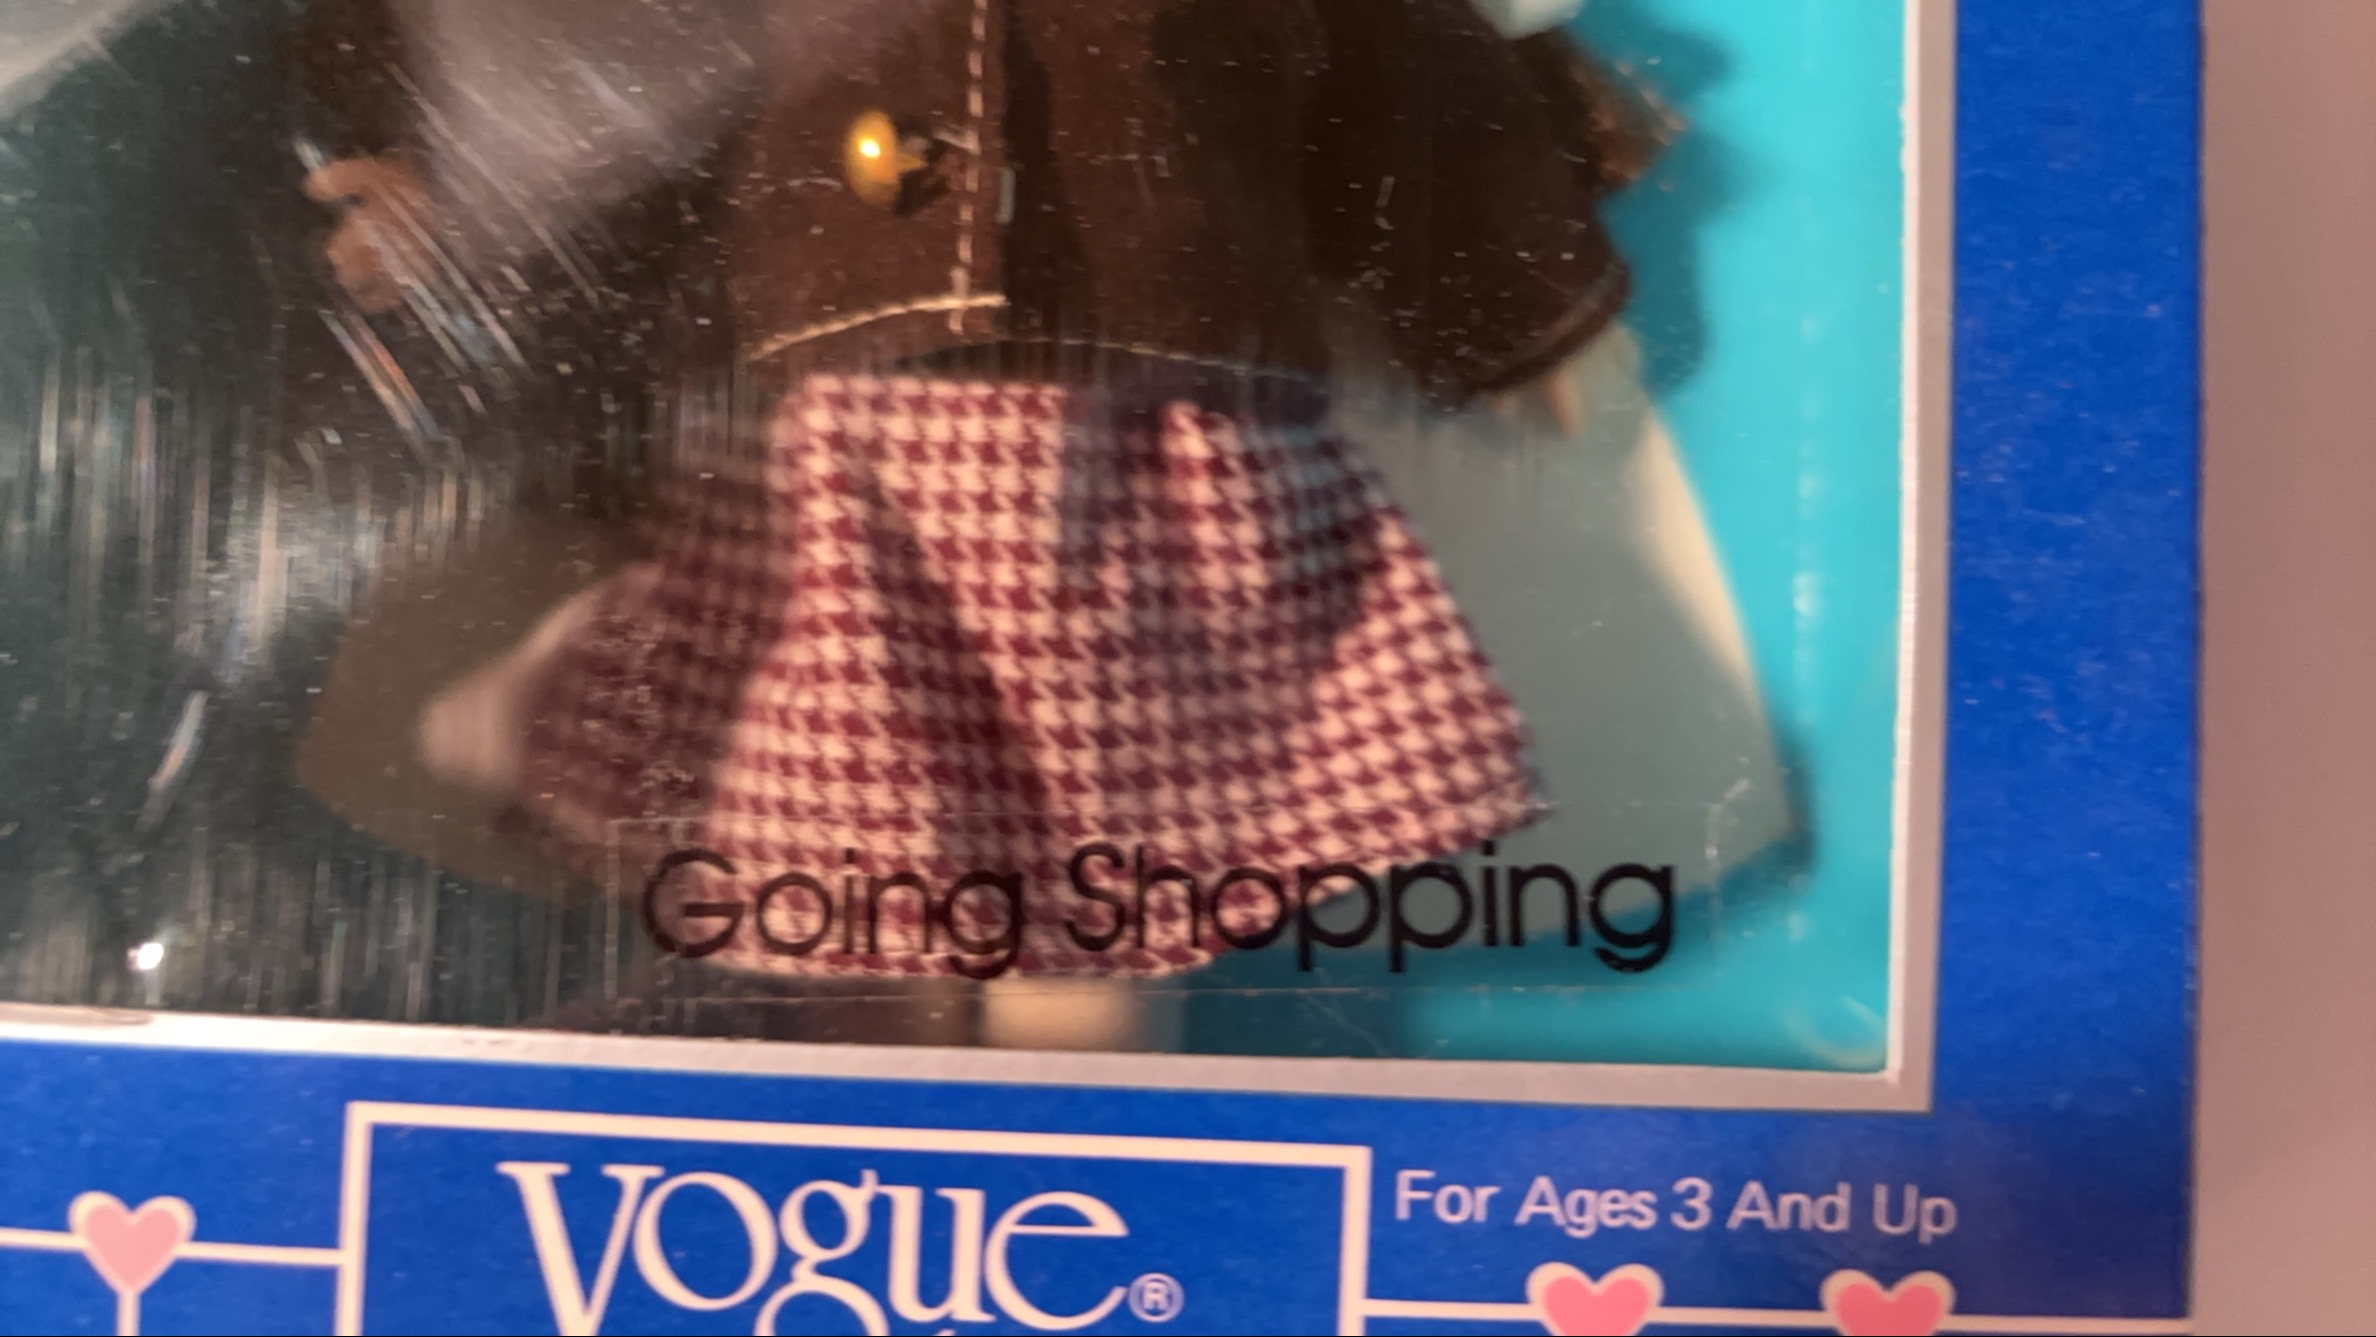 Going Shopping
Vogue®
For Ages 3 And Up